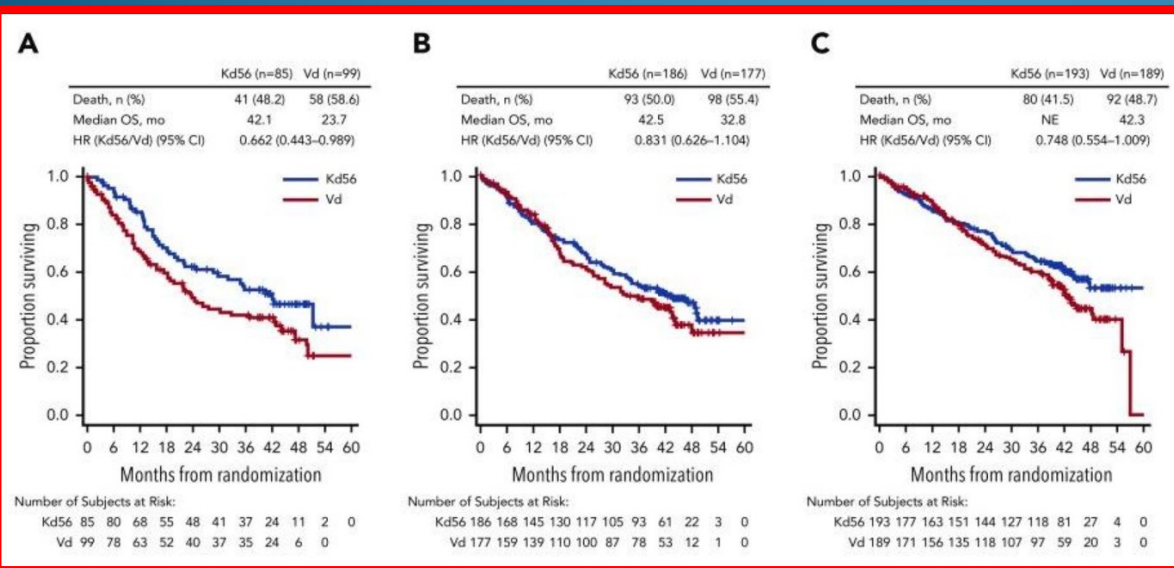 A
Kd56 (n=85) Vd (n=99)
Death, n (%) 41 (48.2) 58 (58.6)
Median OS, mo 42.1 23.7
HR (Kd56/Vd) (95% CI) 0.662 (0.443–0.989)
Kd56
Vd
1.0
0.8
0.6
0.4
0.2
0.0
Proportion surviving
0 6 12 18 24 30 36 42 48 54 60
Months from randomization
Number of Subjects at Risk:
Kd56 85 80 68 55 48 41 37 24 11 2 0
Vd 99 78 63 52 40 37 35 24 6 0
B
Kd56 (n=186) Vd (n=177)
Death, n (%) 93 (50.0) 98 (55.4)
Median OS, mo 42.5 32.8
HR (Kd56/Vd) (95% CI) 0.831 (0.626–1.104)
Kd56
Vd
1.0
0.8
0.6
0.4
0.2
0.0
Proportion surviving
0 6 12 18 24 30 36 42 48 54 60
Months from randomization
Number of Subjects at Risk:
Kd56 186 168 145 130 117 105 93 61 22 3 0
Vd 177 159 139 110 100 87 78 53 12 1 0
C
Kd56 (n=193) Vd (n=189)
Death, n (%) 80 (41.5) 92 (48.7)
Median OS, mo NE 42.3
HR (Kd56/Vd) (95% CI) 0.748 (0.554–1.009)
Kd56
Vd
1.0
0.8
0.6
0.4
0.2
0.0
Proportion surviving
0 6 12 18 24 30 36 42 48 54 60
Months from randomization
Number of Subjects at Risk:
Kd56 193 177 163 151 144 127 118 81 27 4 0
Vd 189 171 156 135 118 107 97 59 20 3 0